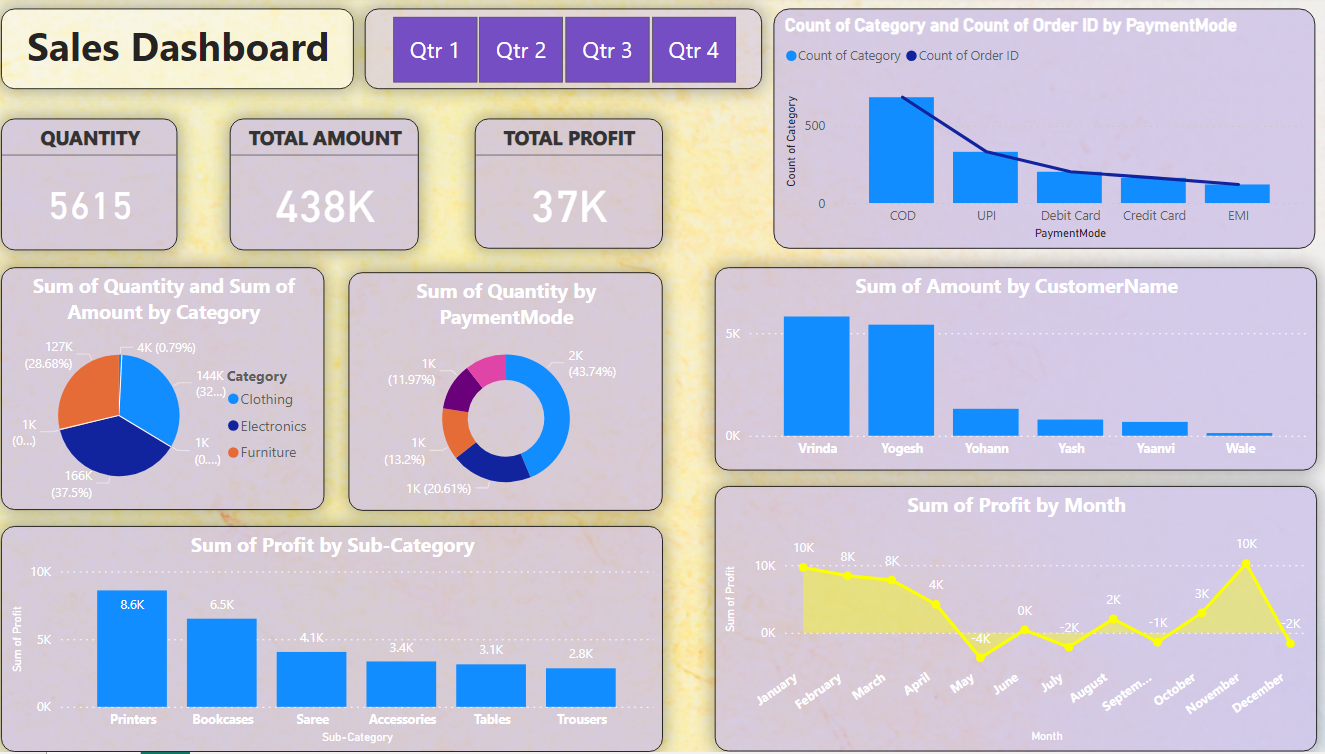 Sales Dashboard
Qtr 1
Qtr 2
Qtr 3
Qtr 4
QUANTITY
5615
TOTAL AMOUNT
438K
TOTAL PROFIT
37K
Count of Category and Count of Order ID by PaymentMode
Count of Category
Count of Order ID
Count of Category
500
0
COD
UPI
Debit Card
Credit Card
EMI
PaymentMode
Sum of Quantity and Sum of
Amount by Category
127K
(28.68%)
4K (0.79%)
144K
(32...)
1K
(0...)
1K
(0....)
166K
(37.5%)
Category
Clothing
Electronics
Furniture
Sum of Quantity by
PaymentMode
1K
(11.97%)
2K
(43.74%)
1K
(13.2%)
1K (20.61%)
Sum of Amount by CustomerName
5K
0K
Vrinda
Yogesh
Yohann
Yash
Yaanvi
Wale
Sum of Profit by Sub-Category
Sum of Profit
10K
5K
0K
8.6K
6.5K
4.1K
3.4K
3.1K
2.8K
Printers
Bookcases
Saree
Accessories
Tables
Trousers
Sub-Category
Sum of Profit by Month
Sum of Profit
10K
0K
10K
8K
8K
4K
-4K
0K
-2K
2K
-1K
3K
10K
-2K
January
February
March
April
May
June
July
August
Septem...
October
November
December
Month